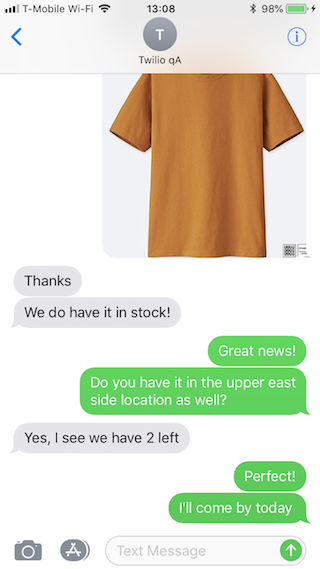 T-Mobile Wi-Fi 13:08 98%
T
Twilio qA
Thanks
We do have it in stock!
Great news!
Do you have it in the upper east
side location as well?
Yes, I see we have 2 left
Perfect!
I'll come by today
Text Message